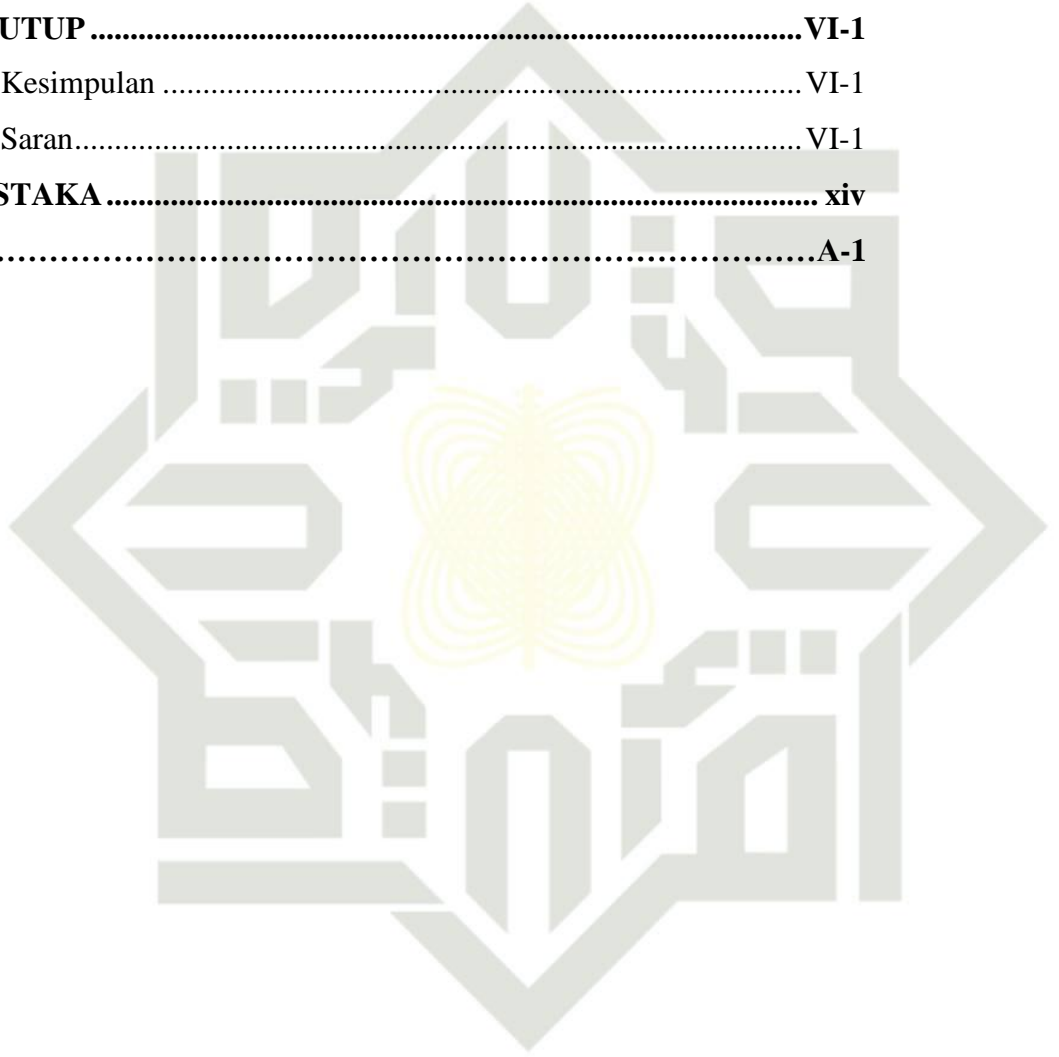 UTUP ........................................................................................ VI-1
Kesimpulan ............................................................................... VI-1
Saran.......................................................................................... VI-1
STAKA ........................................................................................ xiv
……………………………………………………………………….A-1